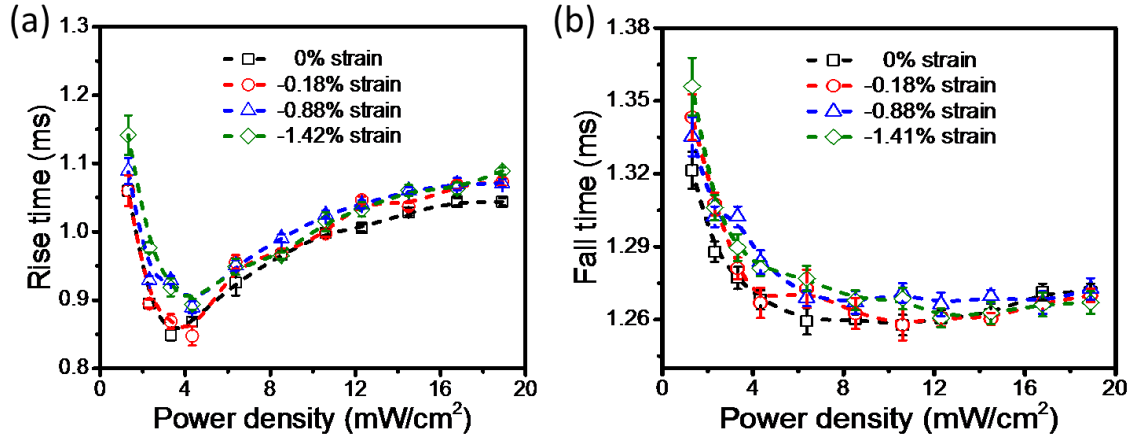 (a)
1.3
1.2
1.1
1.0
0.9
0.8
Rise time (ms)
0% strain
-0.18% strain
-0.88% strain
-1.42% strain
0 4 8 12 16 20
Power density (mW/cm²)
(b)
1.38
1.35
1.32
1.29
1.26
Fall time (ms)
0% strain
-0.18% strain
-0.88% strain
-1.41% strain
0 4 8 12 16 20
Power density (mW/cm²)